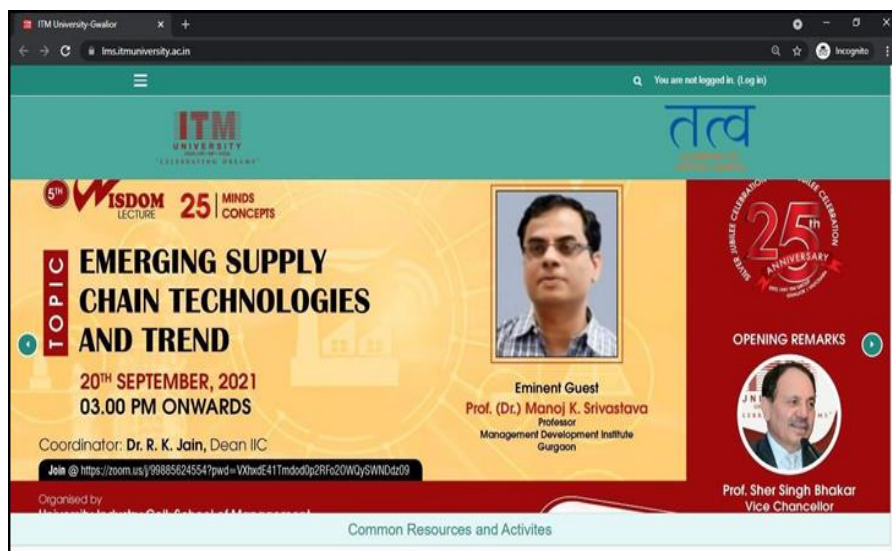 ITM University-Gwalior
lms.itmuniversity.ac.in
Incognito
You are not logged in. (Log in)
ITM
UNIVERSITY
"CELEBRATING DREAMS"
तत्व
5TH WISDOM
LECTURE
25 MINDS
CONCEPTS
TOPIC
EMERGING SUPPLY
CHAIN TECHNOLOGIES
AND TREND
20TH SEPTEMBER, 2021
03.00 PM ONWARDS
Coordinator: Dr. R. K. Jain, Dean IIC
Join @ https://zoom.us/j/99885624554?pwd=
Organised by
Eminent Guest
Prof. (Dr.) Manoj K. Srivastava
Professor
Management Development Institute
Gurgaon
SILVER JUBILEE CELEBRATION
25th
ANNIVERSARY
OPENING REMARKS
Prof. Sher Singh Bhakar
Vice Chancellor
Common Resources and Activites